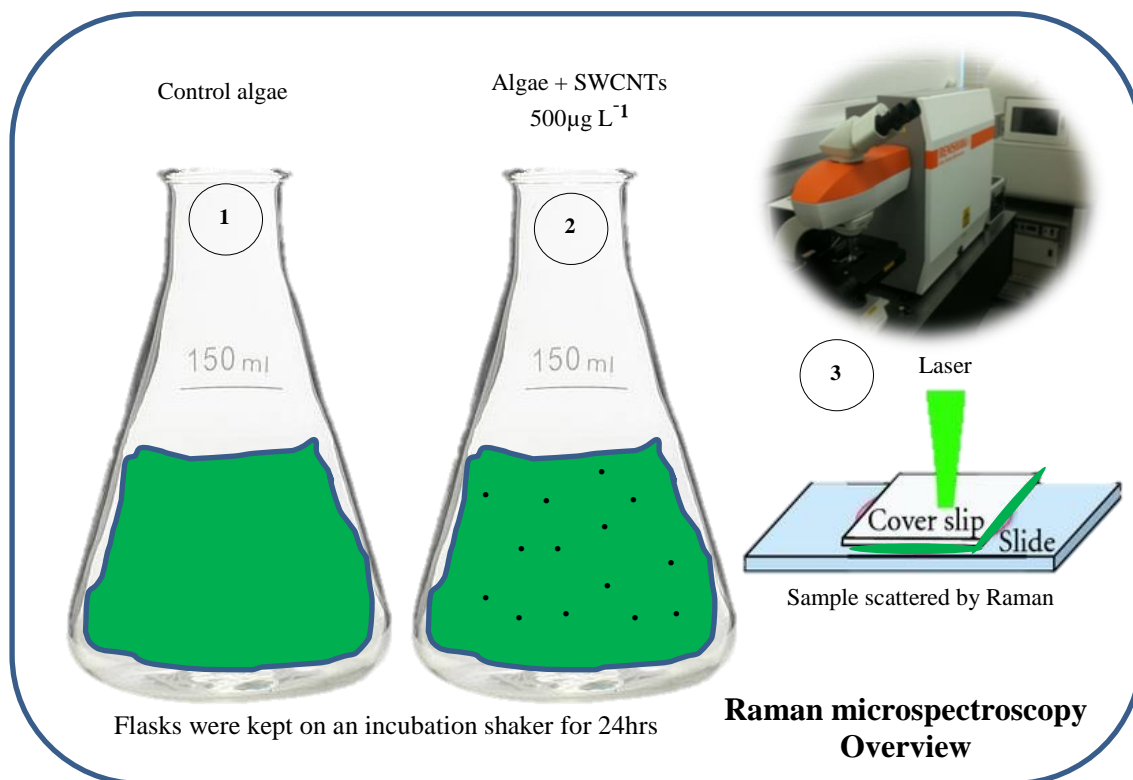 Control algae
Algae + SWCNTs
500µg L⁻¹
1
2
150 ml
150 ml
RENISHAW
3
Laser
Cover slip
Slide
Sample scattered by Raman
Flasks were kept on an incubation shaker for 24hrs
Raman microspectroscopy
Overview